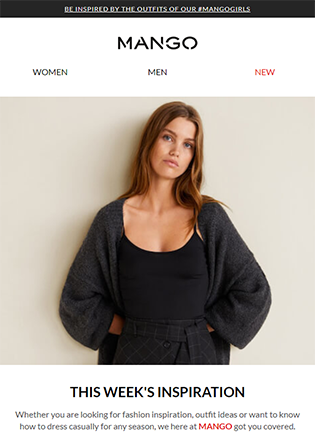 BE INSPIRED BY THE OUTFITS OF OUR #MANGOGIRLS
MANGO
WOMEN MEN NEW
THIS WEEK'S INSPIRATION
Whether you are looking for fashion inspiration, outfit ideas or want to know
how to dress casually for any season, we here at MANGO got you covered.